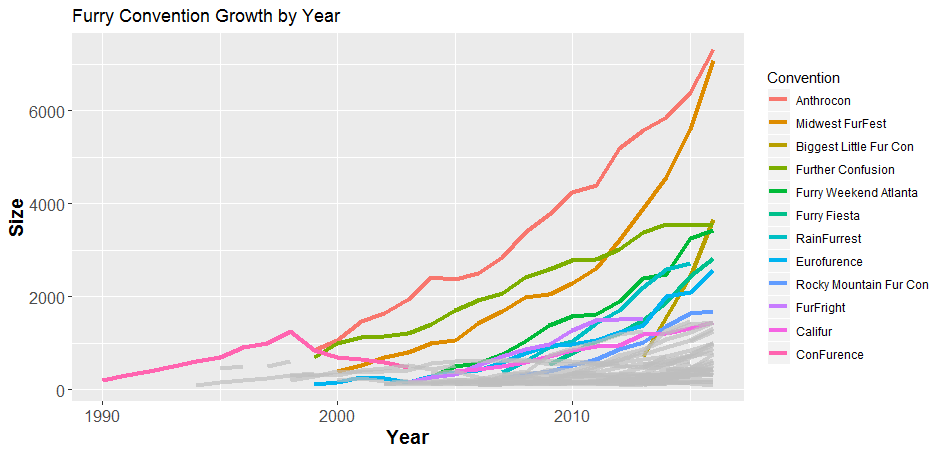 Furry Convention Growth by Year
Size
6000
4000
2000
0
1990
2000
2010
Year
Convention
Anthrocon
Midwest FurFest
Biggest Little Fur Con
Further Confusion
Furry Weekend Atlanta
Furry Fiesta
RainFurrest
Eurofurence
Rocky Mountain Fur Con
FurFright
Califur
ConFurence